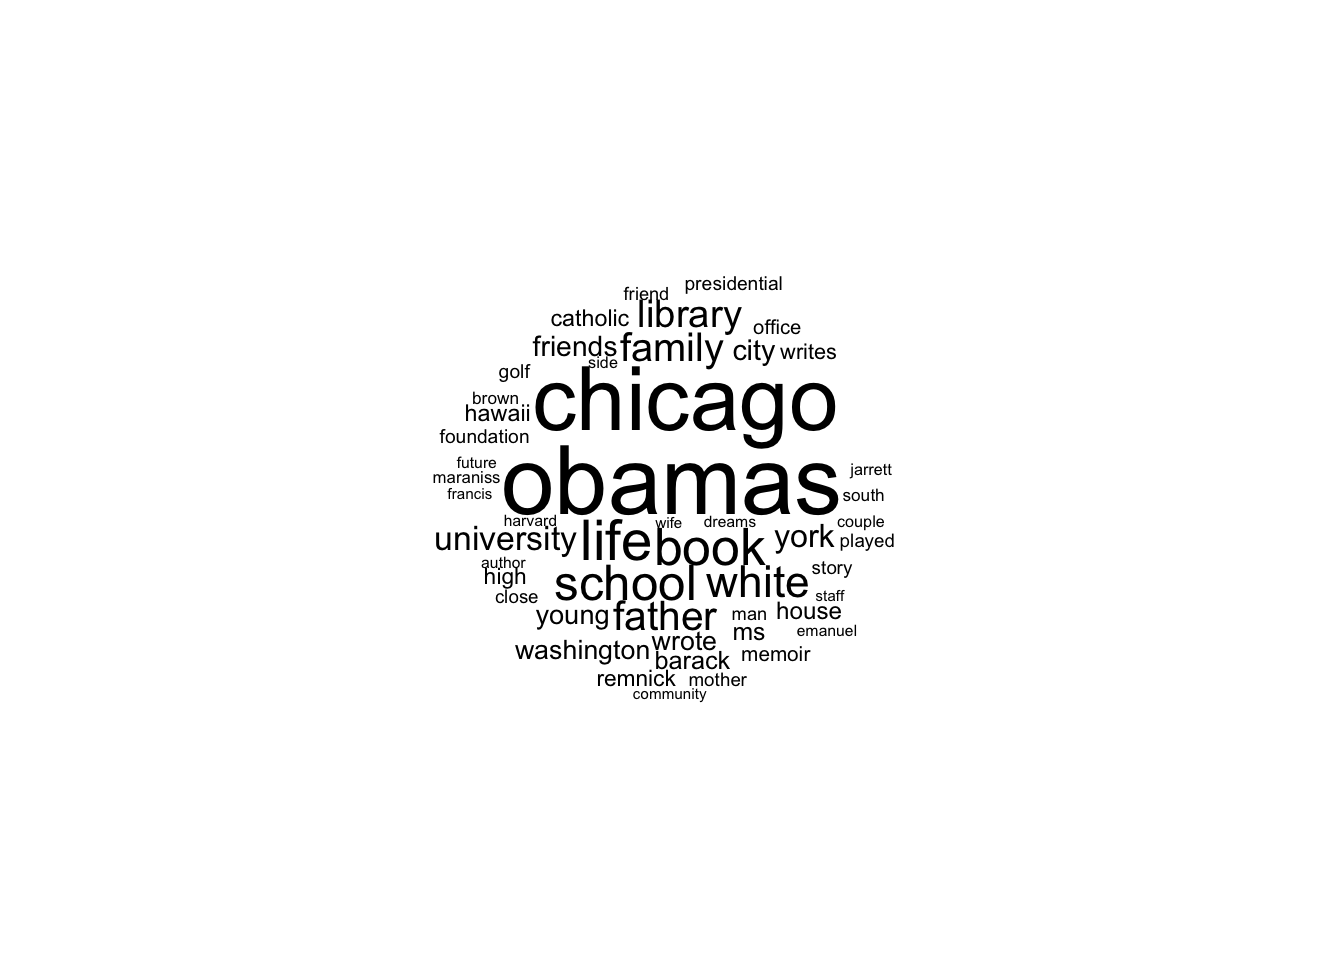 presidential
friend
catholic library office
friends family city writes
side
golf
chicago
brown
hawaii
foundation
future
maraniss obamas jarrett
francis south
harvard wife dreams couple
university life book york played
author
high school white story
close staff
young father man house
wrote ms emanuel
washington barack memoir
remnick mother
community